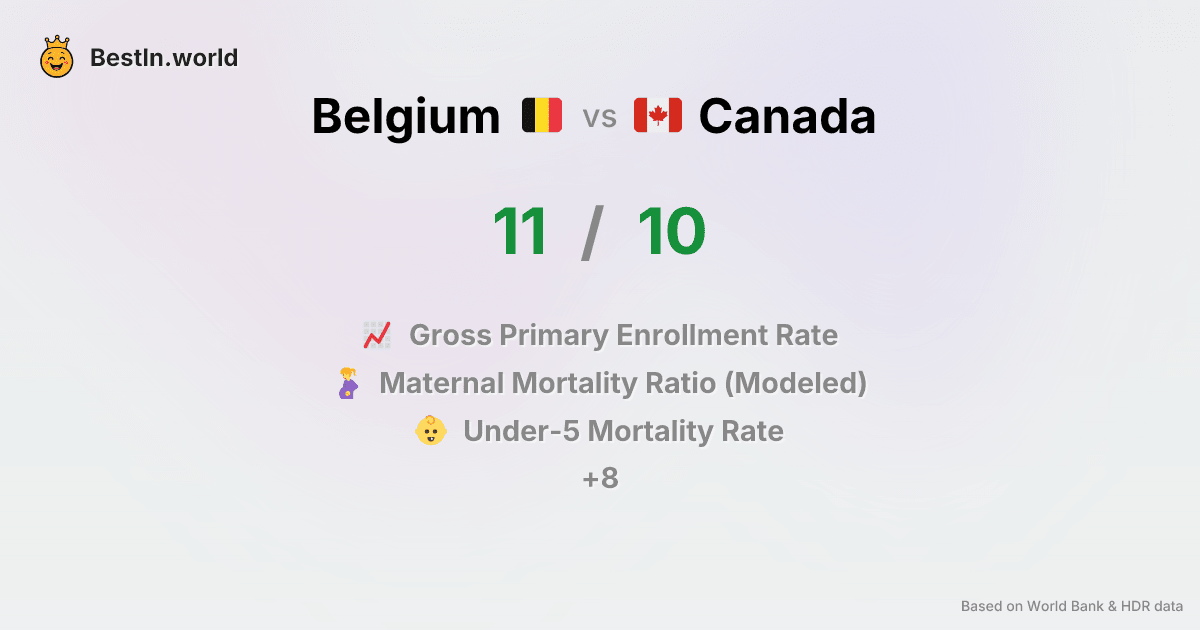 BestIn.world
Belgium vs Canada
11 / 10
Gross Primary Enrollment Rate
Maternal Mortality Ratio (Modeled)
Under-5 Mortality Rate
+8
Based on World Bank & HDR data